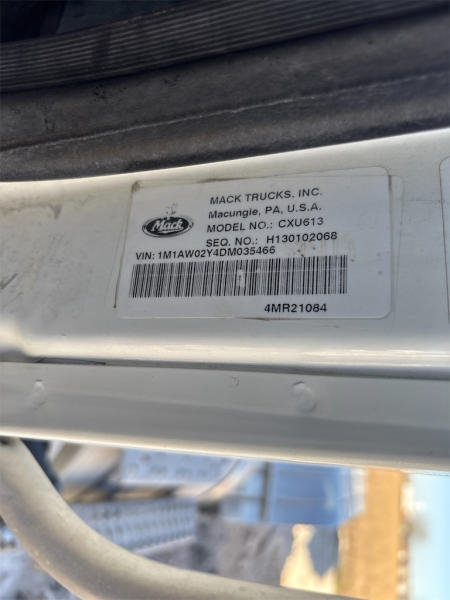 Mack
MACK TRUCKS, INC.
Macungie, PA, U.S.A.
MODEL NO.: CXU613
SEQ. NO.: H130102068
VIN: 1M1AW02Y4DM035466
4MR21084